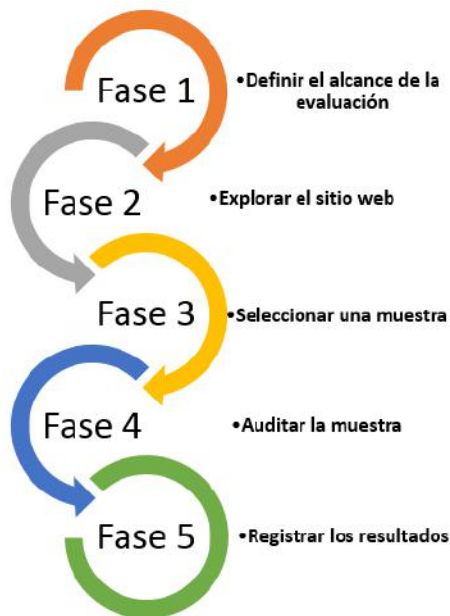 Fase 1
•Definir el alcance de la
evaluación
Fase 2
•Explorar el sitio web
Fase 3
•Seleccionar una muestra
Fase 4
•Auditar la muestra
Fase 5
•Registrar los resultados